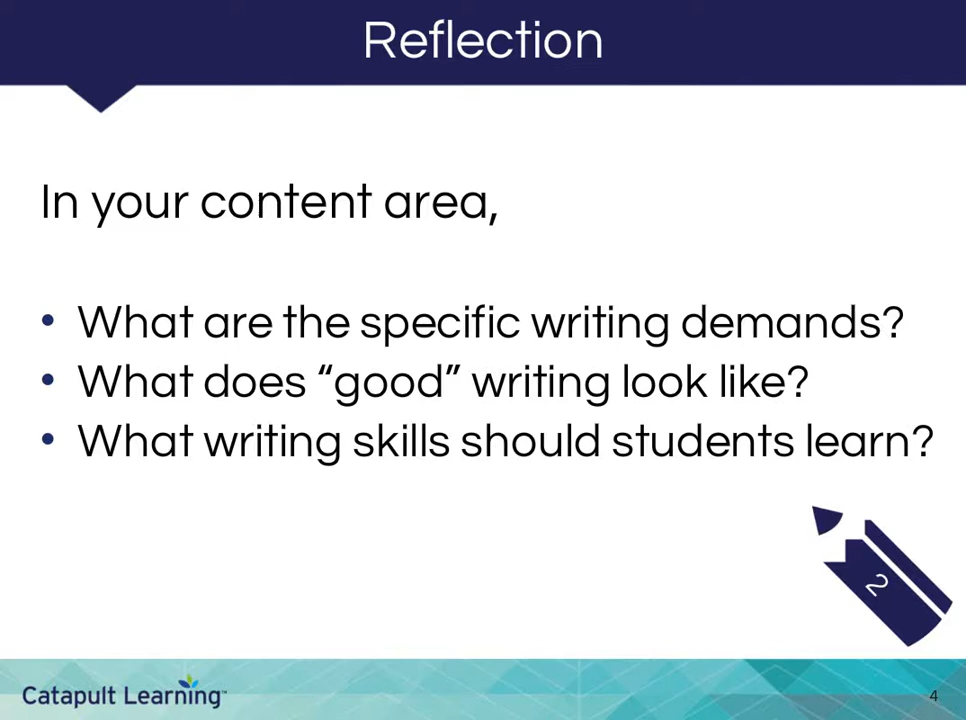 Reflection
In your content area,
• What are the specific writing demands?
• What does “good” writing look like?
• What writing skills should students learn?
2
Catapult Learning™
4